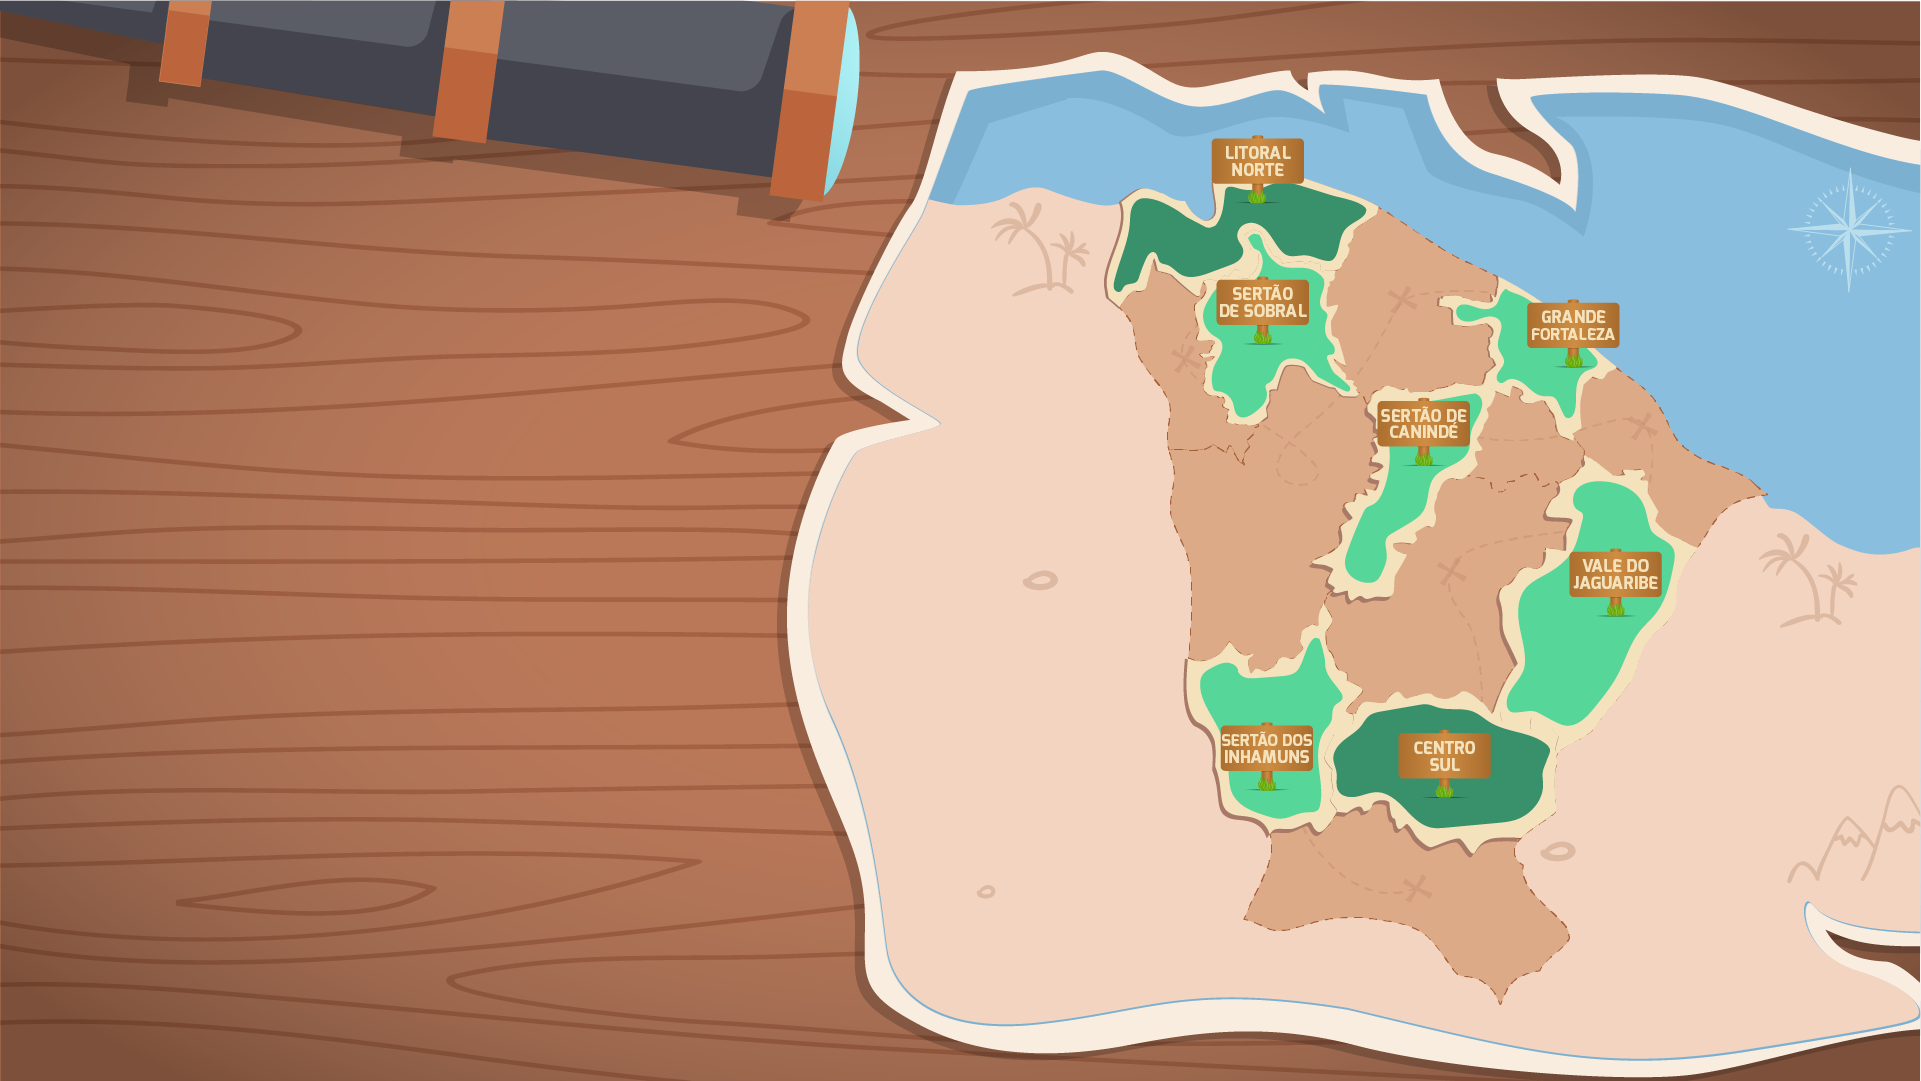 LITORAL
NORTE
SERTÃO
DE SOBRAL
GRANDE
FORTALEZA
SERTÃO DE
CANINDÉ
VALE DO
JAGUARIBE
SERTÃO DOS
INHAMUNS
CENTRO
SUL